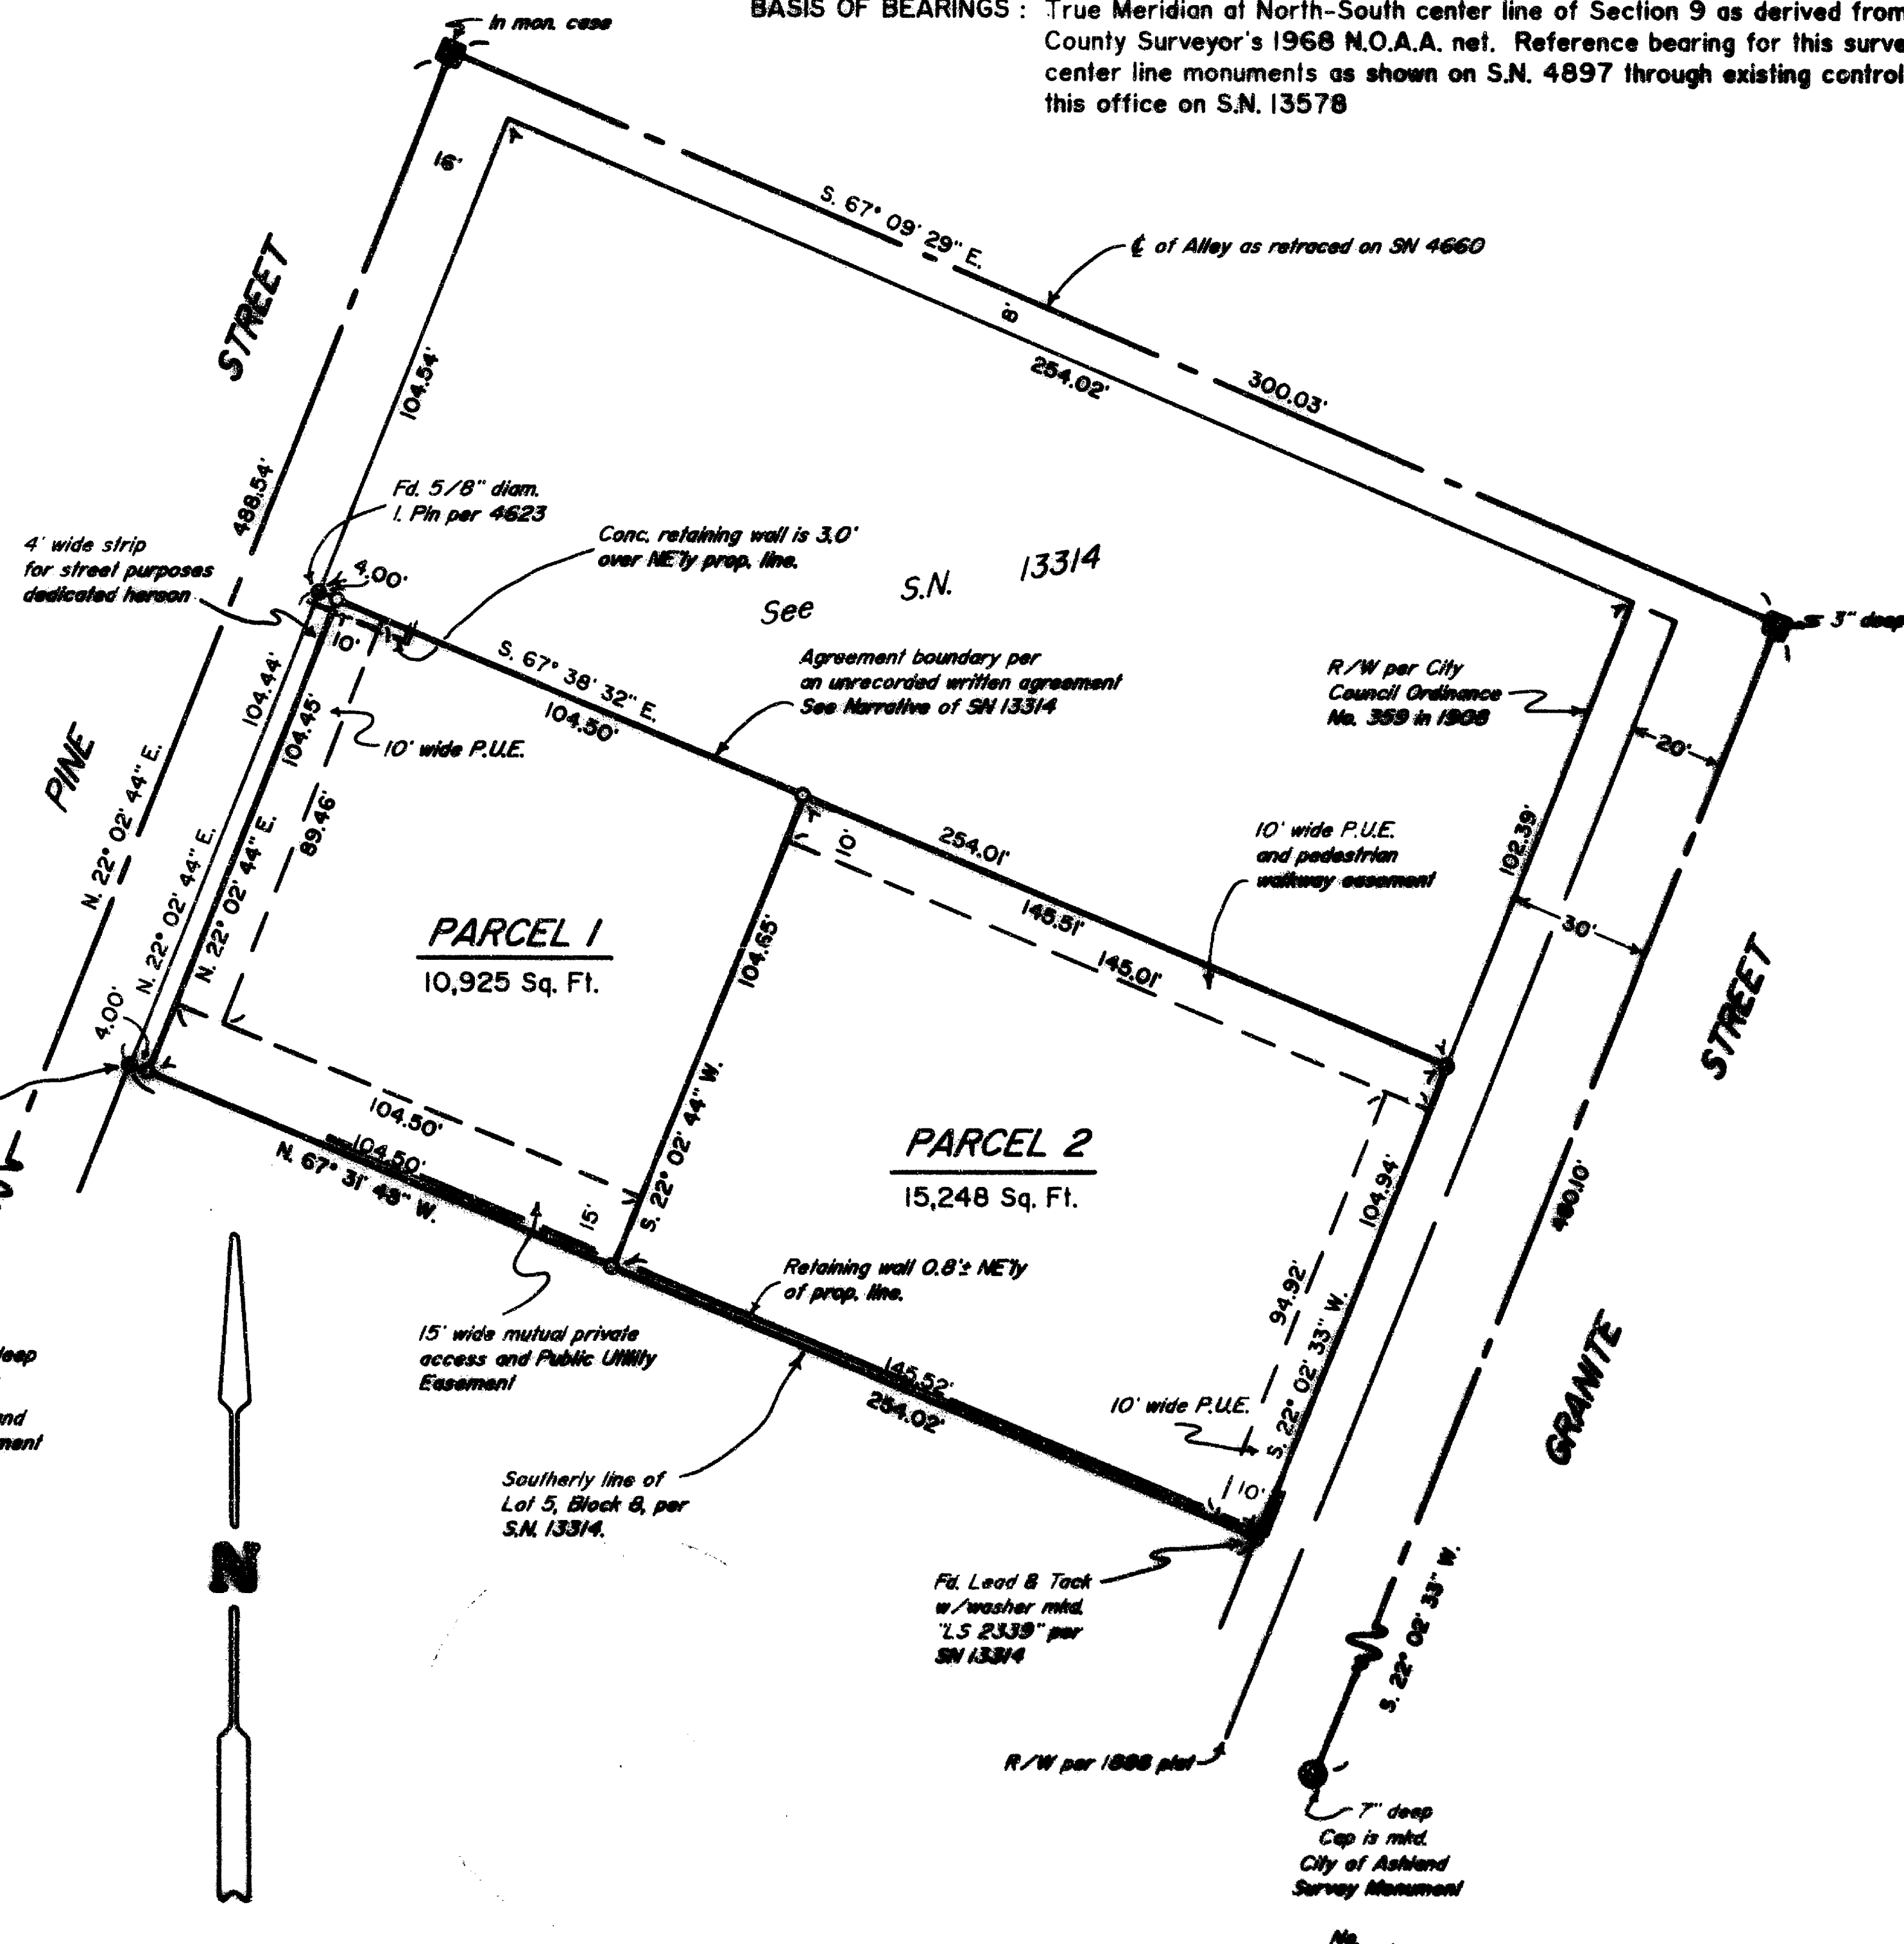 In mon. case
BASIS OF BEARINGS : True Meridian at North-South center line of Section 9 as derived from
County Surveyor's 1968 N.O.A.A. net. Reference bearing for this surve
center line monuments as shown on S.N. 4897 through existing control
this office on S.N. 13578
16'
S. 67° 09' 29" E.
℄ of Alley as retraced on SN 4660
8'
254.02'
300.03'
STREET
104.54'
488.54'
Fd. 5/8" diam.
I. Pin per 4623
Conc. retaining wall is 3.0'
over NE'ly prop. line.
4' wide strip
for street purposes
dedicated hereon
4.00'
See S.N. 13314
3" deep
10'
S. 67° 38' 32" E.
104.50'
Agreement boundary per
an unrecorded written agreement
See Narrative of SN 13314
R/W per City
Council Ordinance
No. 359 in 1908
20'
104.44'
104.45'
10' wide P.U.E.
PINE
N. 22° 02' 44" E.
89.46'
N. 22° 02' 44" E.
N. 22° 02' 44" E.
10'
254.01'
145.51'
145.01'
10' wide P.U.E.
and pedestrian
walkway easement
102.39'
30'
PARCEL 1
10,925 Sq. Ft.
104.65'
S. 22° 02' 44" W.
STREET
4.00'
104.50'
104.50'
N. 67° 31' 43" W.
15'
PARCEL 2
15,248 Sq. Ft.
104.94'
94.92'
S. 22° 02' 33" W.
Retaining wall 0.8'± NE'ly
of prop. line.
15' wide mutual private
access and Public Utility
Easement
145.52'
254.02'
10' wide P.U.E.
10'
GRANITE
Southerly line of
Lot 5, Block 8, per
S.N. 13314.
N
Fd. Lead & Tack
w/washer mkd.
"LS 2339" per
SN 13314
S. 22° 02' 33" W.
R/W per 1888 plat
7" deep
Cap is mkd.
City of Ashland
Survey Monument
No.